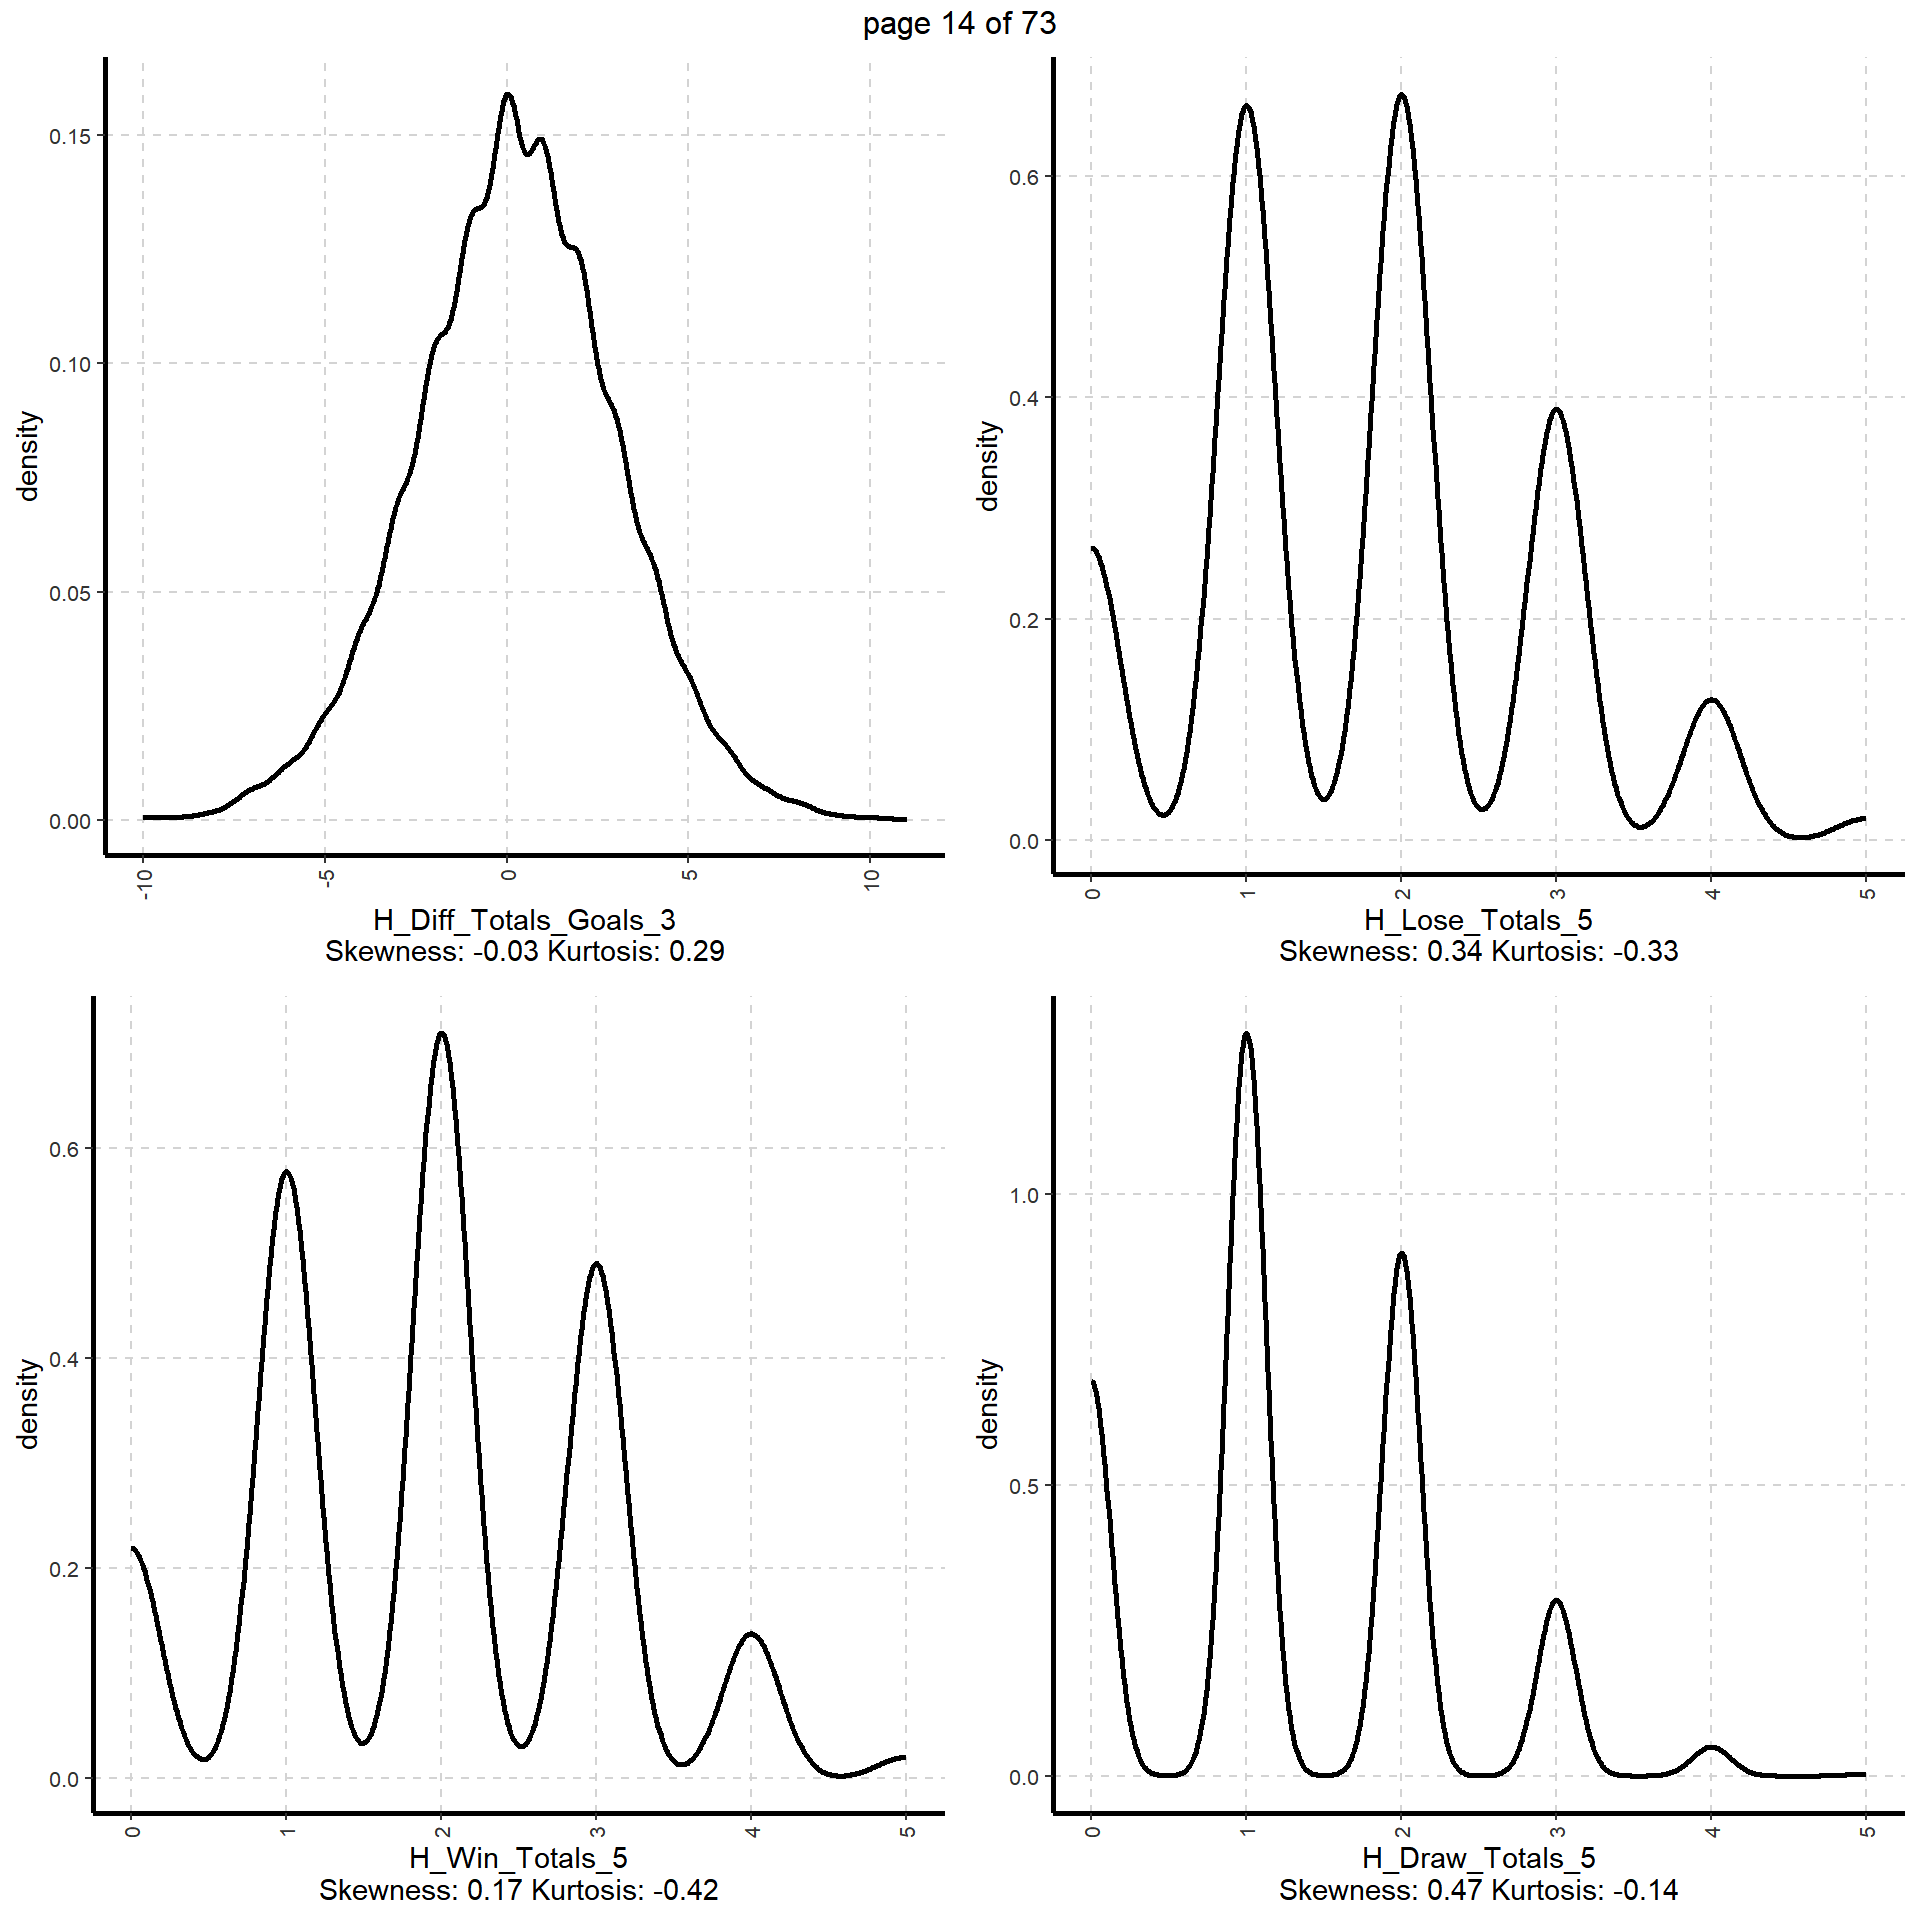 page 14 of 73
density
0.15
0.10
0.05
0.00
-10
-5
0
5
10
H_Diff_Totals_Goals_3
Skewness: -0.03 Kurtosis: 0.29
density
0.6
0.4
0.2
0.0
0
1
2
3
4
5
H_Lose_Totals_5
Skewness: 0.34 Kurtosis: -0.33
density
0.6
0.4
0.2
0.0
0
1
2
3
4
5
H_Win_Totals_5
Skewness: 0.17 Kurtosis: -0.42
density
1.0
0.5
0.0
0
1
2
3
4
5
H_Draw_Totals_5
Skewness: 0.47 Kurtosis: -0.14